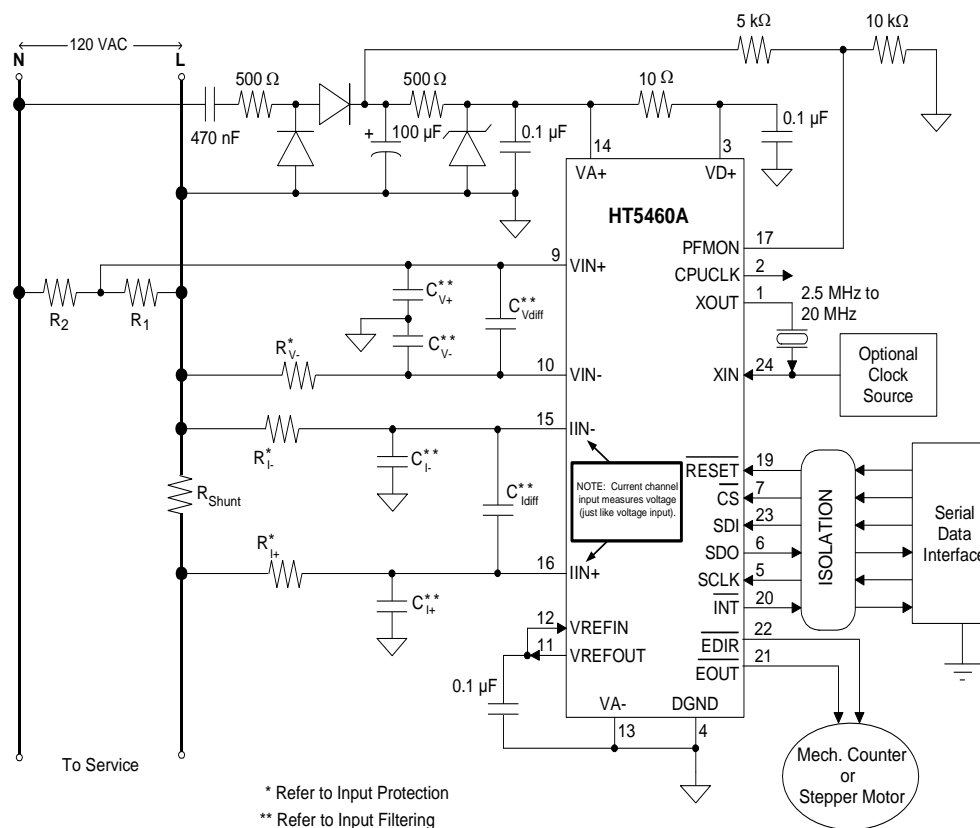 120 VAC
N
L
5 kΩ
10 kΩ
500 Ω
500 Ω
10 Ω
470 nF
+
100 µF
0.1 µF
0.1 µF
14
3
VA+
VD+
HT5460A
PFMON
17
CPUCLK
2
XOUT
1
2.5 MHz to
20 MHz
9
VIN+
C**V+
C**Vdiff
C**V-
R2
R1
R*V-
10
VIN-
XIN
24
Optional
Clock
Source
15
IIN-
R*I-
C**I-
C**Idiff
RShunt
NOTE: Current channel
input measures voltage
(just like voltage input).
RESET
19
CS
7
SDI
23
SDO
6
SCLK
5
INT
20
ISOLATION
Serial
Data
Interface
R*I+
16
IIN+
C**I+
12
VREFIN
11
VREFOUT
EDIR
22
EOUT
21
0.1 µF
VA-
DGND
13
4
To Service
Mech. Counter
or
Stepper Motor
* Refer to Input Protection
** Refer to Input Filtering